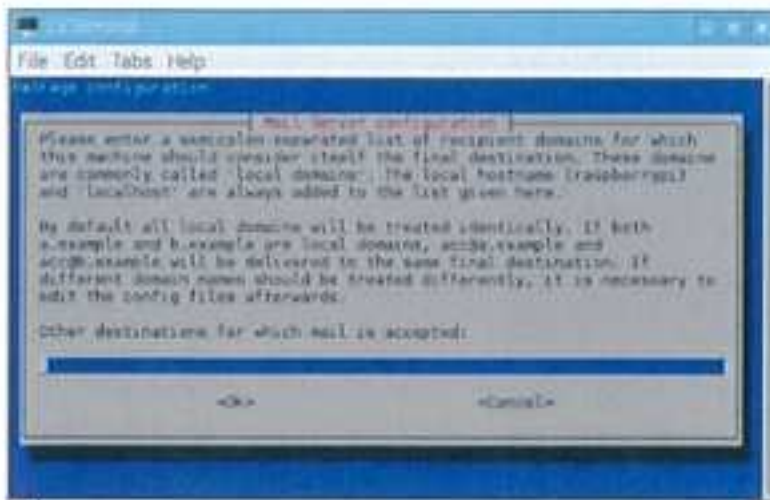 File Edit Tabs Help
Package configuration
Mail Server configuration
Please enter a semicolon-separated list of recipient domains for which
this machine should consider itself the final destination. These domains
are commonly called 'local domains'. The local hostname (raspberrypi)
and 'localhost' are always added to the list given here.
By default all local domains will be treated identically. If both
a.example and b.example are local domains, acc@a.example and
acc@b.example will be delivered to the same final destination. If
different domain names should be treated differently, it is necessary to
edit the config files afterwards.
Other destinations for which mail is accepted:
<Ok> <Cancel>